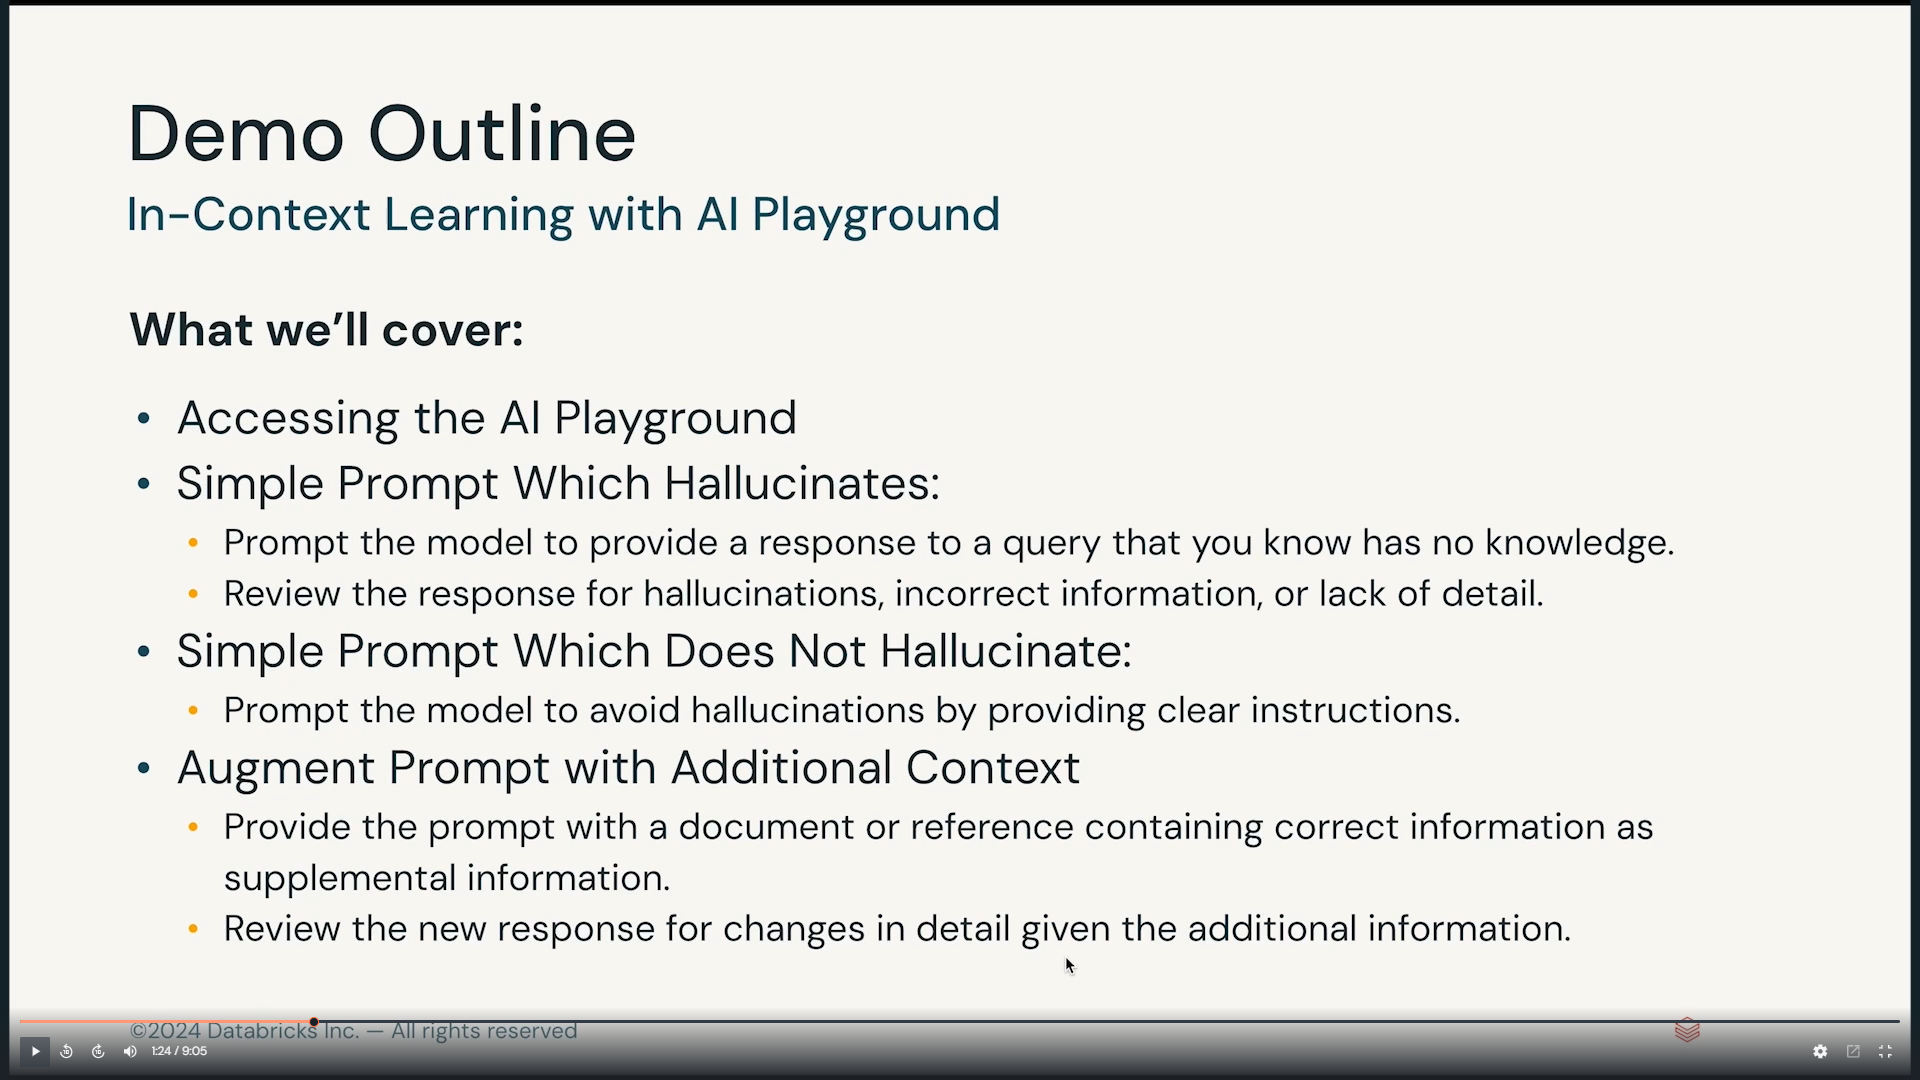 Demo Outline
In-Context Learning with AI Playground
What we'll cover:
• Accessing the AI Playground
• Simple Prompt Which Hallucinates:
• Prompt the model to provide a response to a query that you know has no knowledge.
• Review the response for hallucinations, incorrect information, or lack of detail.
• Simple Prompt Which Does Not Hallucinate:
• Prompt the model to avoid hallucinations by providing clear instructions.
• Augment Prompt with Additional Context
• Provide the prompt with a document or reference containing correct information as
supplemental information.
• Review the new response for changes in detail given the additional information.
©2024 Databricks Inc. — All rights reserved
1:24 / 9:05